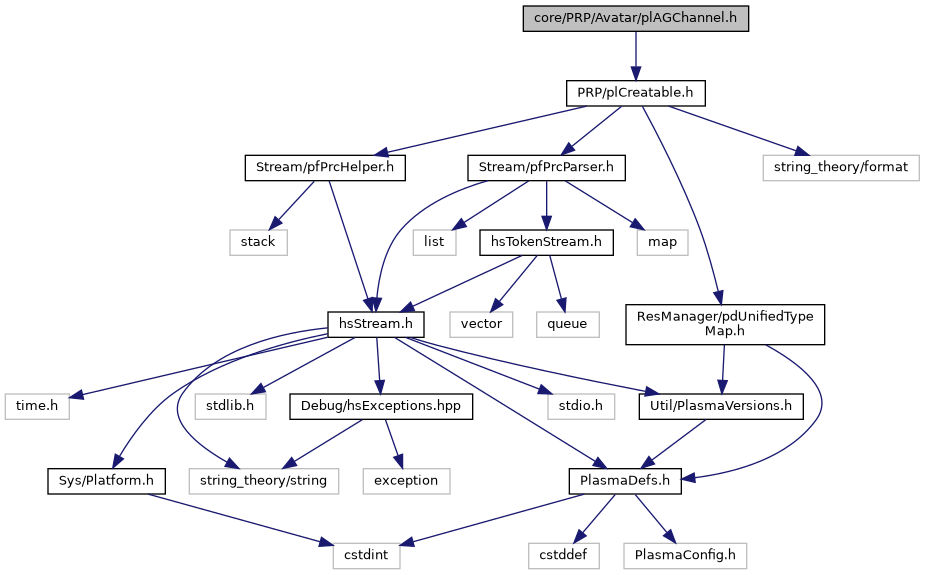 core/PRP/Avatar/plAGChannel.h
PRP/plCreatable.h
Stream/pfPrcHelper.h
Stream/pfPrcParser.h
string_theory/format
stack
list
hsTokenStream.h
map
hsStream.h
vector
queue
ResManager/pdUnifiedType
Map.h
time.h
stdlib.h
Debug/hsExceptions.hpp
stdio.h
Util/PlasmaVersions.h
Sys/Platform.h
string_theory/string
exception
PlasmaDefs.h
cstdint
cstddef
PlasmaConfig.h